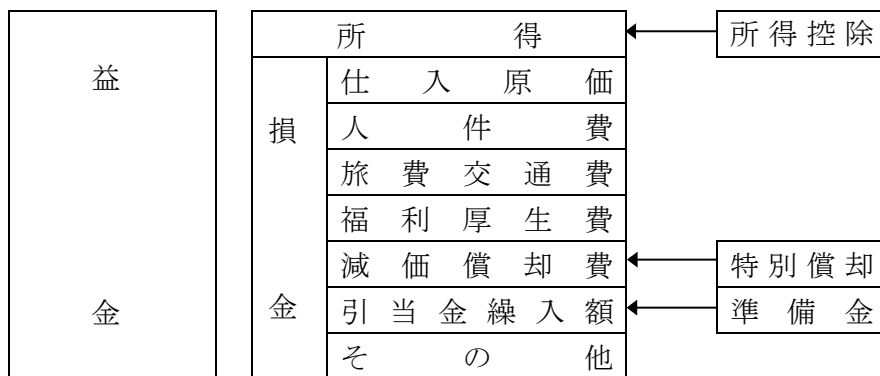 所得
所得控除
益金
損金
仕入原価
人件費
旅費交通費
福利厚生費
減価償却費
特別償却
引当金繰入額
準備金
その他